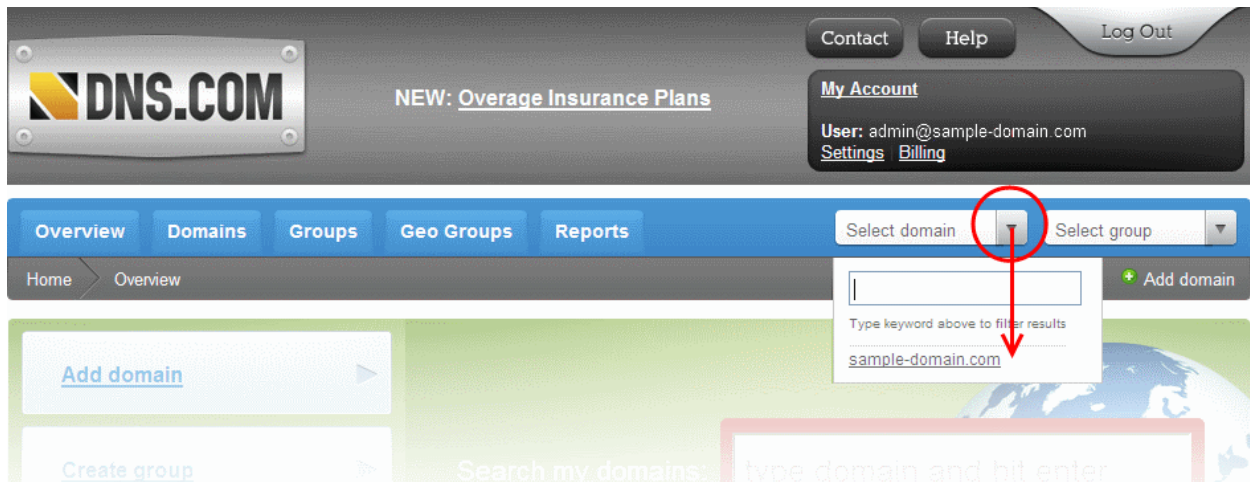 Contact Help Log Out
DNS.COM
NEW: Overage Insurance Plans
My Account
User: admin@sample-domain.com
Settings | Billing
Overview Domains Groups Geo Groups Reports Select domain Select group
Home Overview Add domain
Type keyword above to filter results
sample-domain.com
Add domain
Create group Search my domains: type domain and bit enter